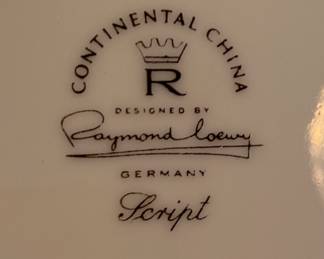 CONTINENTAL CHINA
R
DESIGNED BY
Raymond Loewy
GERMANY
Script